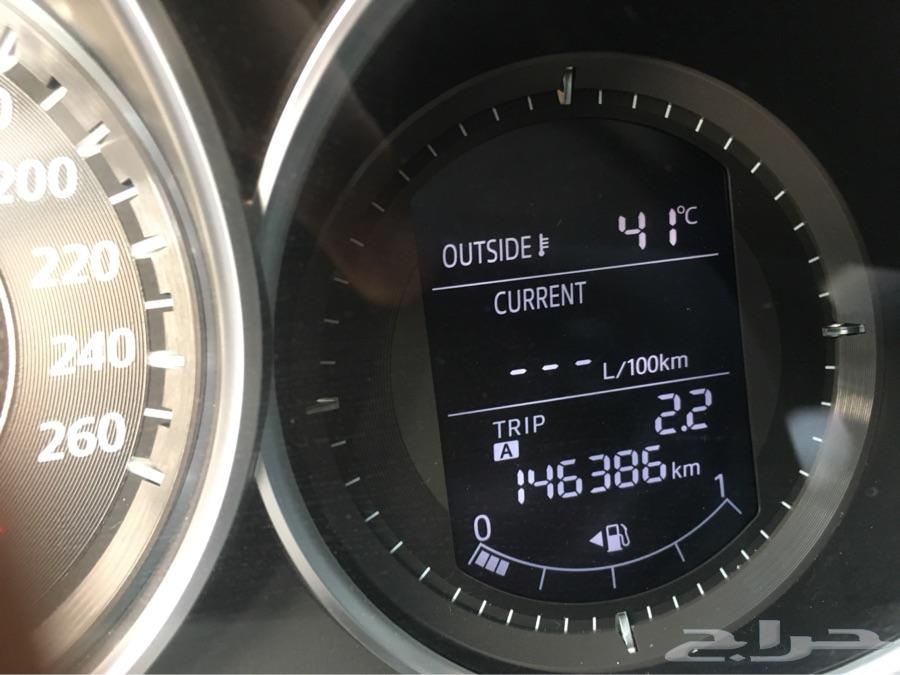 200
220
240
260
OUTSIDE 41°C
CURRENT
--- L/100km
TRIP 2.2
A
146386 km
0 1
حراج